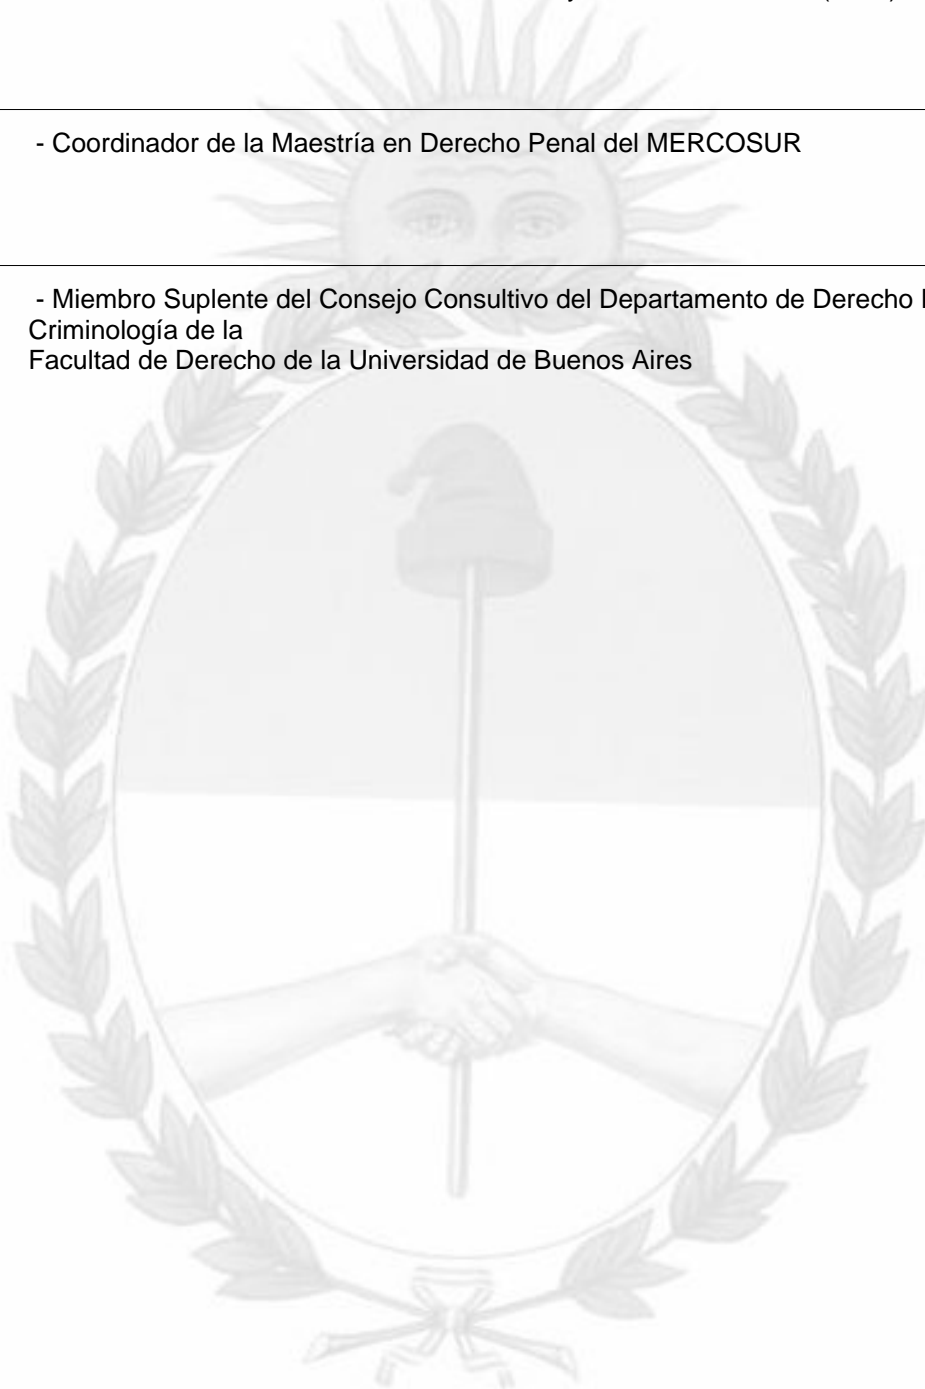 - Coordinador de la Maestría en Derecho Penal del MERCOSUR
- Miembro Suplente del Consejo Consultivo del Departamento de Derecho
Criminología de la
Facultad de Derecho de la Universidad de Buenos Aires